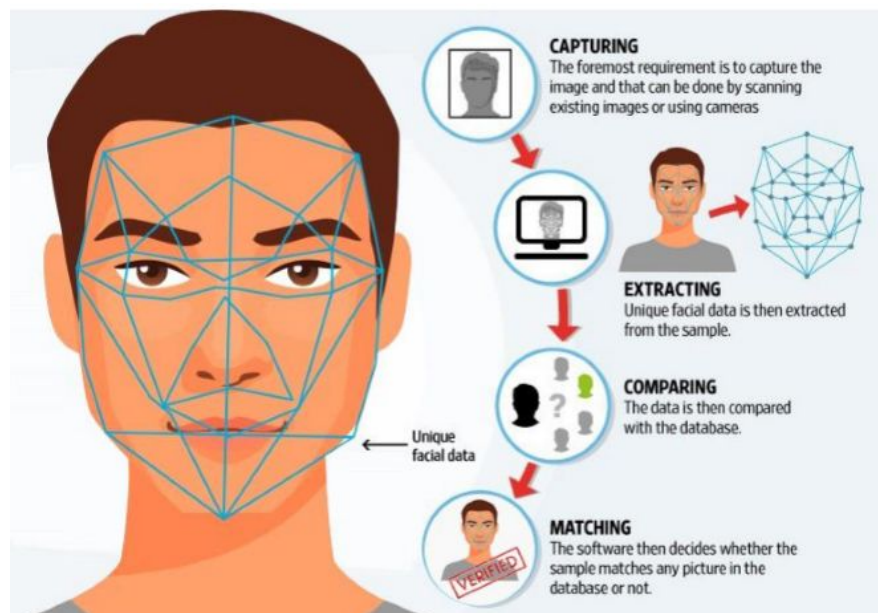 CAPTURING
The foremost requirement is to capture the
image and that can be done by scanning
existing images or using cameras
EXTRACTING
Unique facial data is then extracted
from the sample.
?
COMPARING
The data is then compared
with the database.
Unique
facial data
MATCHING
The software then decides whether the
sample matches any picture in the
database or not.
VERIFIED